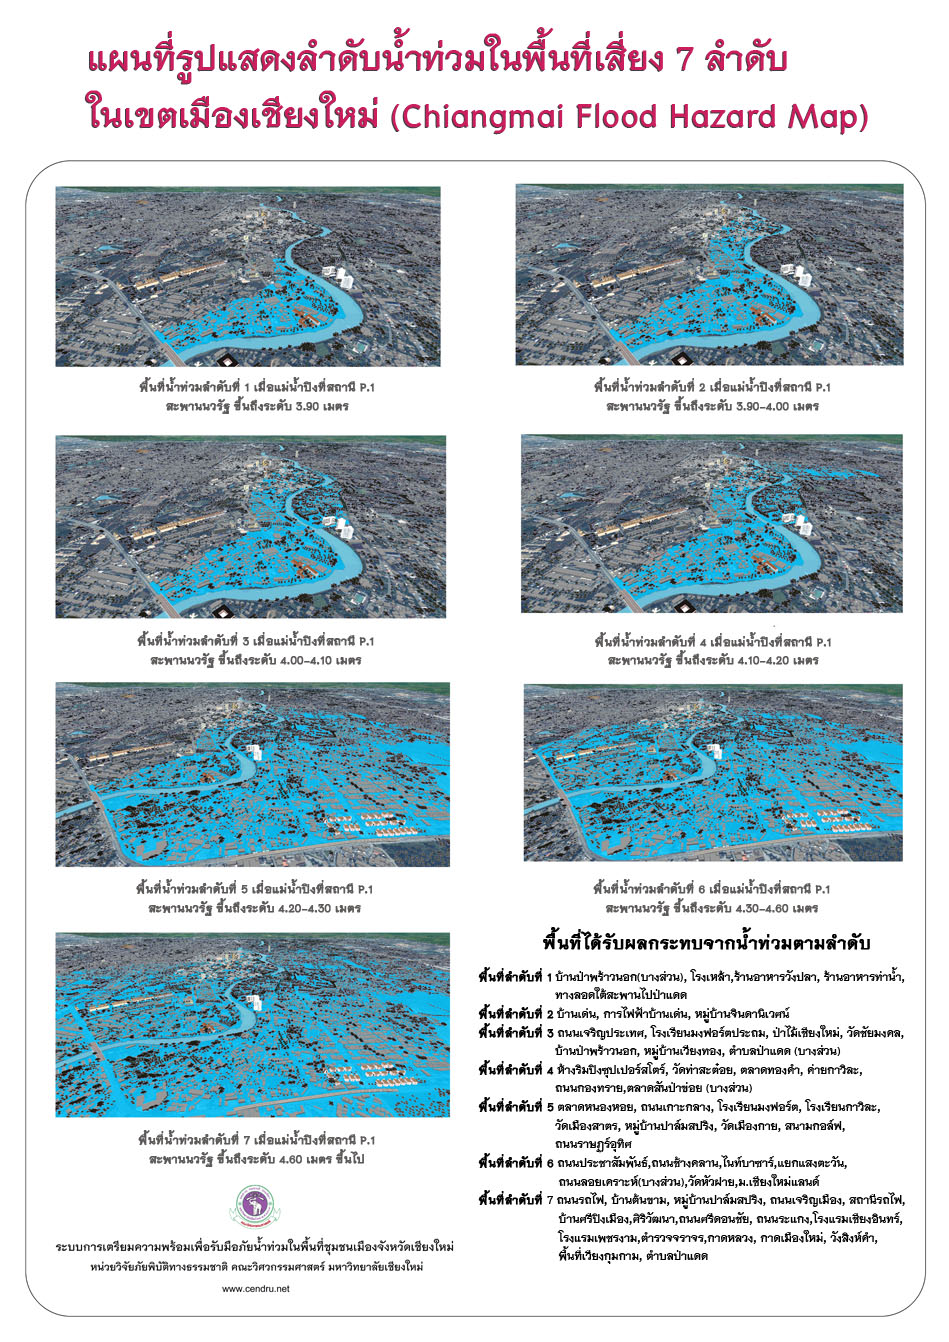 แผนที่รูปแสดงลำดับน้ำท่วมในพื้นที่เสี่ยง 7 ลำดับ
ในเขตเมืองเชียงใหม่ (Chiangmai Flood Hazard Map)
พื้นที่น้ำท่วมลำดับที่ 1 เมื่อแม่น้ำปิงที่สถานี P.1
สะพานนวรัฐ ขึ้นถึงระดับ 3.90 เมตร
พื้นที่น้ำท่วมลำดับที่ 2 เมื่อแม่น้ำปิงที่สถานี P.1
สะพานนวรัฐ ขึ้นถึงระดับ 3.90-4.00 เมตร
พื้นที่น้ำท่วมลำดับที่ 3 เมื่อแม่น้ำปิงที่สถานี P.1
สะพานนวรัฐ ขึ้นถึงระดับ 4.00-4.10 เมตร
พื้นที่น้ำท่วมลำดับที่ 4 เมื่อแม่น้ำปิงที่สถานี P.1
สะพานนวรัฐ ขึ้นถึงระดับ 4.10-4.20 เมตร
พื้นที่น้ำท่วมลำดับที่ 5 เมื่อแม่น้ำปิงที่สถานี P.1
สะพานนวรัฐ ขึ้นถึงระดับ 4.20-4.30 เมตร
พื้นที่น้ำท่วมลำดับที่ 6 เมื่อแม่น้ำปิงที่สถานี P.1
สะพานนวรัฐ ขึ้นถึงระดับ 4.30-4.60 เมตร
พื้นที่น้ำท่วมลำดับที่ 7 เมื่อแม่น้ำปิงที่สถานี P.1
สะพานนวรัฐ ขึ้นถึงระดับ 4.60 เมตร ขึ้นไป
พื้นที่ได้รับผลกระทบจากน้ำท่วมตามลำดับ
พื้นที่ลำดับที่ 1 บ้านป่าพร้าวนอก(บางส่วน), โรงเหล้า,ร้านอาหารวังปลา, ร้านอาหารท่าน้ำ,
ทางลอดใต้สะพานไปป่าแดด
พื้นที่ลำดับที่ 2 บ้านเด่น, การไฟฟ้าบ้านเด่น, หมู่บ้านจินดานิเวศน์
พื้นที่ลำดับที่ 3 ถนนเจริญประเทศ, โรงเรียนมงฟอร์ตประถม, ป่าไม้เชียงใหม่, วัดชัยมงคล,
บ้านป่าพร้าวนอก, หมู่บ้านเวียงทอง, ตำบลป่าแดด (บางส่วน)
พื้นที่ลำดับที่ 4 ห้างริมปิงซุปเปอร์สโตร์, วัดท่าสะต๋อย, ตลาดทองคำ, ค่ายกาวิละ,
ถนนกองทราย,ตลาดสันป่าข่อย (บางส่วน)
พื้นที่ลำดับที่ 5 ตลาดหนองหอย, ถนนเกาะกลาง, โรงเรียนมงฟอร์ต, โรงเรียนกาวิละ,
วัดเมืองสาตร, หมู่บ้านปาล์มสปริง, วัดเมืองกาย, สนามกอล์ฟ,
ถนนราษฎร์อุทิศ
พื้นที่ลำดับที่ 6 ถนนประชาสัมพันธ์,ถนนช้างคลาน,ไนท์บาซาร์,แยกแสงตะวัน,
ถนนลอยเคราะห์(บางส่วน),วัดหัวฝาย,ม.เชียงใหม่แลนด์
พื้นที่ลำดับที่ 7 ถนนรถไฟ, บ้านต้นขาม, หมู่บ้านปาล์มสปริง, ถนนเจริญเมือง, สถานีรถไฟ,
บ้านศรีปิงเมือง,ศิริวัฒนา,ถนนศรีดอนชัย, ถนนระแกง,โรงแรมเชียงอินทร์,
โรงแรมเพชรงาม,ตำรวจจราจร,กาดหลวง, กาดเมืองใหม่, วังสิงห์คำ,
พื้นที่เวียงกุมกาม, ตำบลป่าแดด
ระบบการเตรียมความพร้อมเพื่อรับมือภัยน้ำท่วมในพื้นที่ชุมชนเมืองจังหวัดเชียงใหม่
หน่วยวิจัยภัยพิบัติทางธรรมชาติ คณะวิศวกรรมศาสตร์ มหาวิทยาลัยเชียงใหม่
www.cendru.net